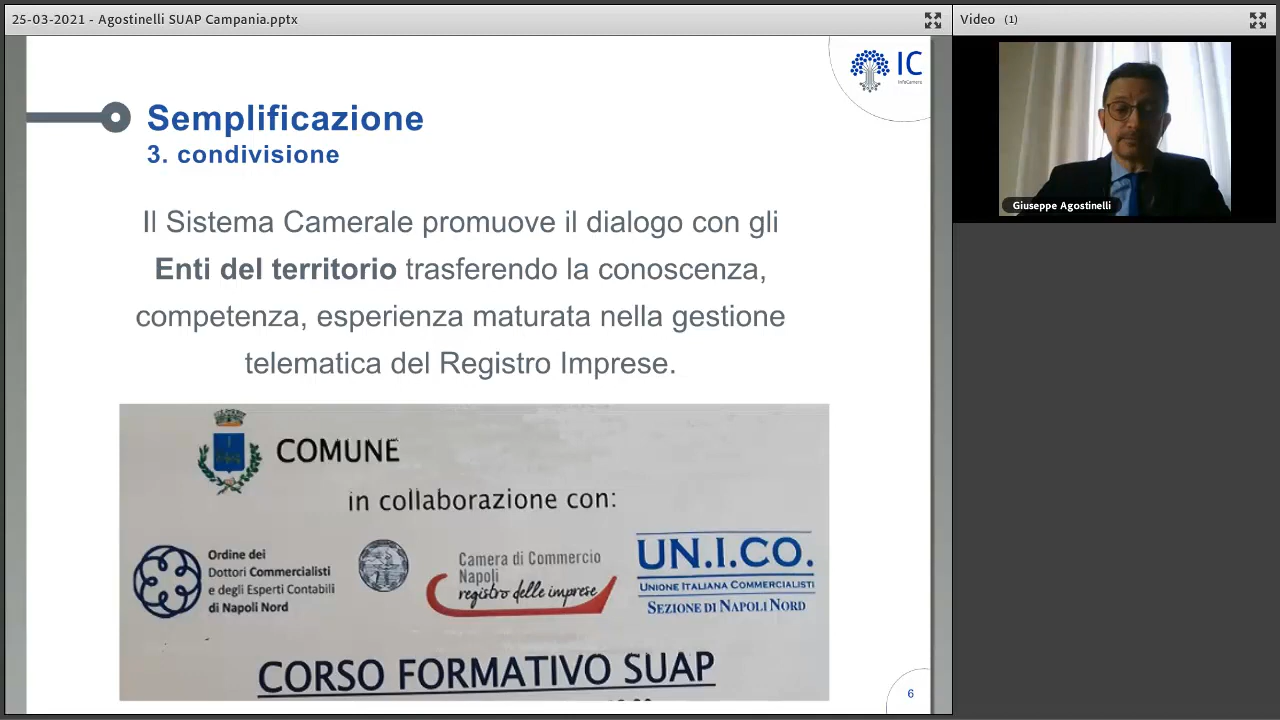 25-03-2021 - Agostinelli SUAP Campania.pptx
Video (1)
IC
InfoCamere
Semplificazione
3. condivisione
Il Sistema Camerale promuove il dialogo con gli
Enti del territorio trasferendo la conoscenza,
competenza, esperienza maturata nella gestione
telematica del Registro Imprese.
Giuseppe Agostinelli
COMUNE
in collaborazione con:
Ordine dei
Dottori Commercialisti
e degli Esperti Contabili
di Napoli Nord
Camera di Commercio
Napoli
registro delle imprese
UN.I.CO.
UNIONE ITALIANA COMMERCIALISTI
SEZIONE DI NAPOLI NORD
CORSO FORMATIVO SUAP
6